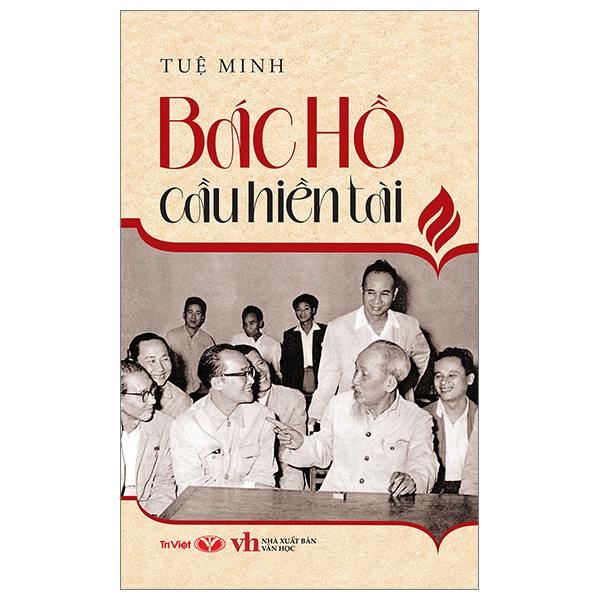 TUỆ MINH
BÁC HỒ
cầu hiền tài
Trí Việt
vh NHÀ XUẤT BẢN
VĂN HỌC